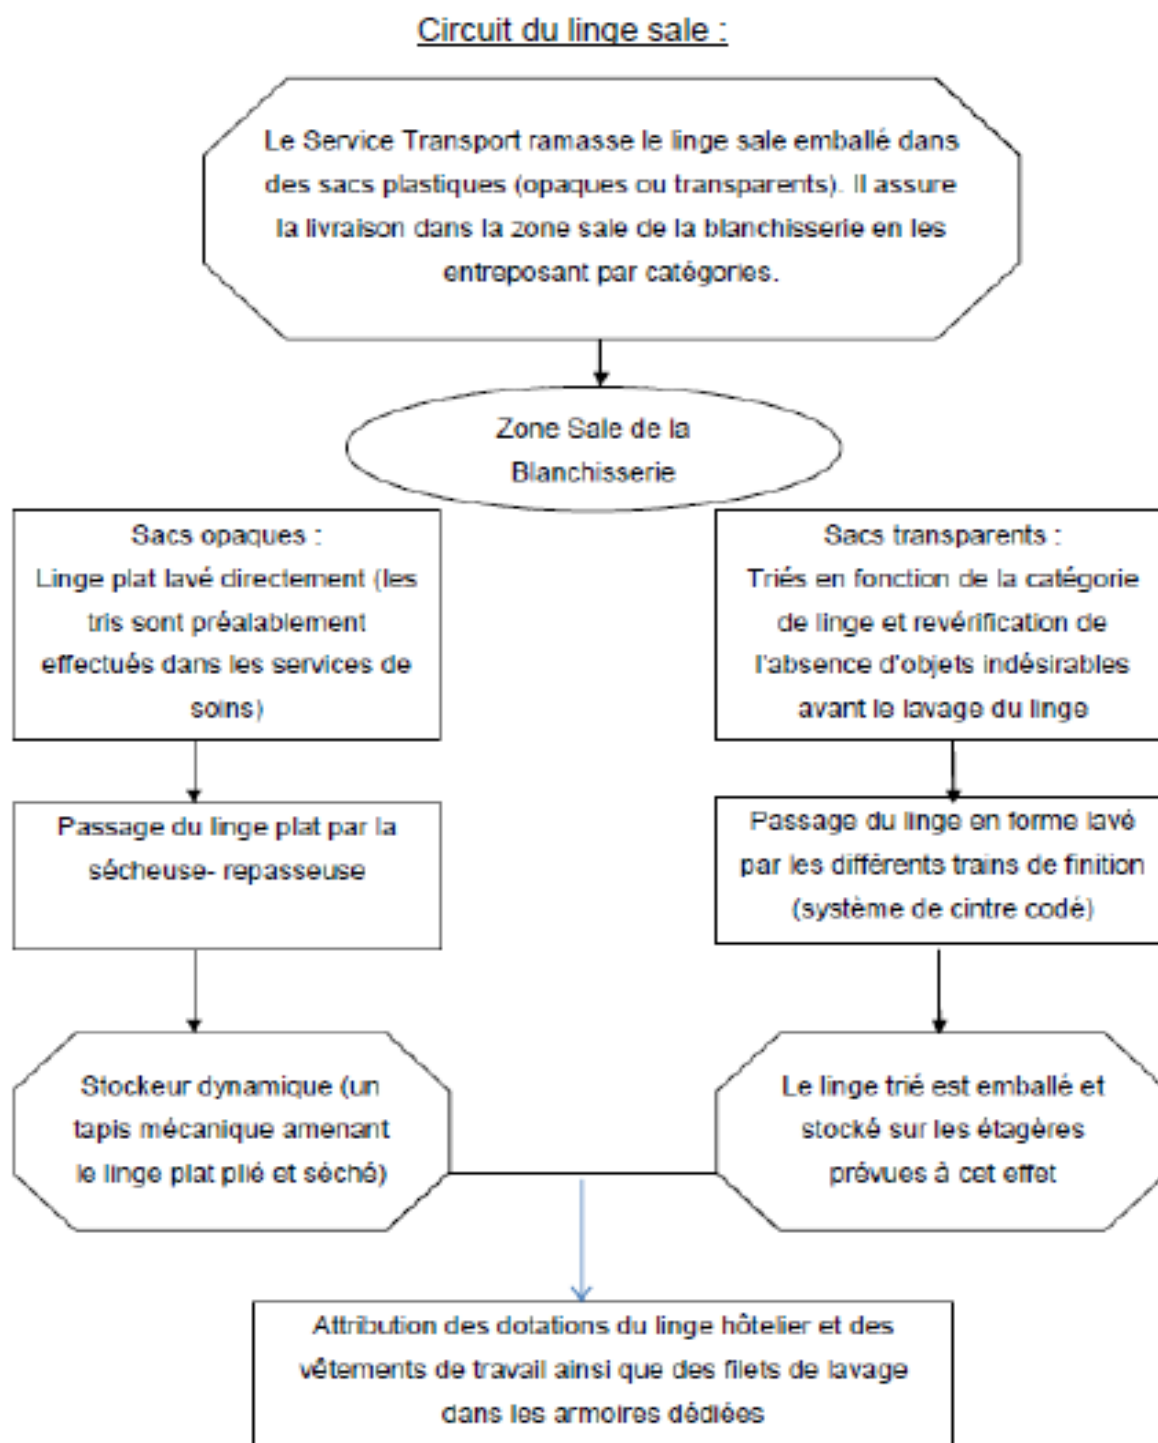 Circuit du linge sale :
Le Service Transport ramasse le linge sale emballé dans
des sacs plastiques (opaques ou transparents). Il assure
la livraison dans la zone sale de la blanchisserie en les
entreposant par catégories.
Zone Sale de la
Blanchisserie
Sacs opaques :
Linge plat lavé directement (les
tris sont préalablement
effectués dans les services de
soins)
Sacs transparents :
Triés en fonction de la catégorie
de linge et revérification de
l'absence d'objets indésirables
avant le lavage du linge
Passage du linge plat par la
sécheuse- repasseuse
Passage du linge en forme lavé
par les différents trains de finition
(système de cintre codé)
Stockeur dynamique (un
tapis mécanique amenant
le linge plat plié et séché)
Le linge trié est emballé et
stocké sur les étagères
prévues à cet effet
Attribution des dotations du linge hôtelier et des
vêtements de travail ainsi que des filets de lavage
dans les armoires dédiées